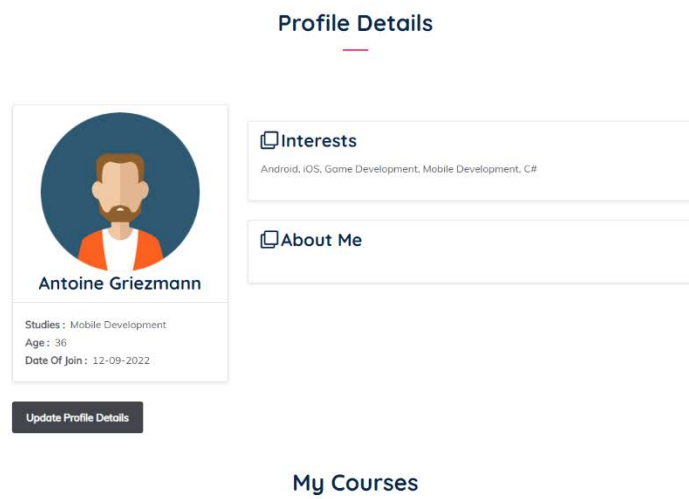 Profile Details
Interests
Android, iOS, Game Development, Mobile Development, C#
About Me
Antoine Griezmann
Studies : Mobile Development
Age : 36
Date Of Join : 12-09-2022
Update Profile Details
My Courses